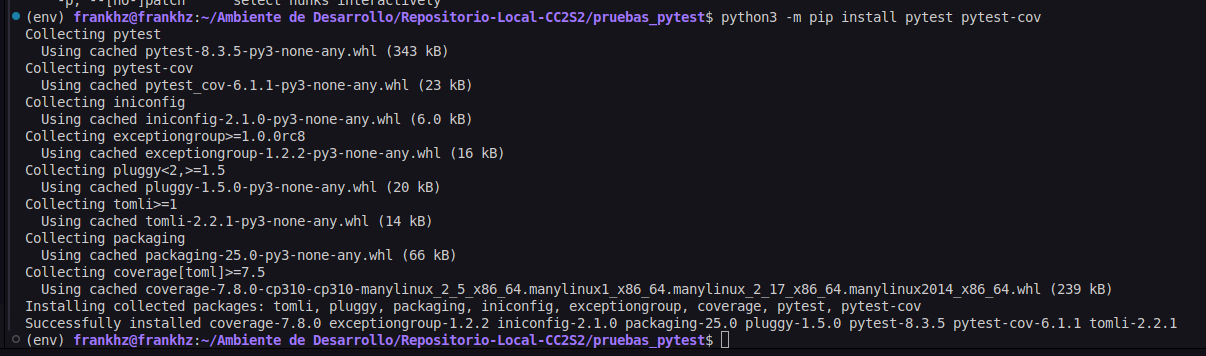 -p, --[no-]patch      select hunks interactively
(env) frankhz@frankhz:~/Ambiente de Desarrollo/Repositorio-Local-CC2S2/pruebas_pytest$ python3 -m pip install pytest pytest-cov
Collecting pytest
  Using cached pytest-8.3.5-py3-none-any.whl (343 kB)
Collecting pytest-cov
  Using cached pytest_cov-6.1.1-py3-none-any.whl (23 kB)
Collecting iniconfig
  Using cached iniconfig-2.1.0-py3-none-any.whl (6.0 kB)
Collecting exceptiongroup>=1.0.0rc8
  Using cached exceptiongroup-1.2.2-py3-none-any.whl (16 kB)
Collecting pluggy<2,>=1.5
  Using cached pluggy-1.5.0-py3-none-any.whl (20 kB)
Collecting tomli>=1
  Using cached tomli-2.2.1-py3-none-any.whl (14 kB)
Collecting packaging
  Using cached packaging-25.0-py3-none-any.whl (66 kB)
Collecting coverage[toml]>=7.5
  Using cached coverage-7.8.0-cp310-cp310-manylinux_2_5_x86_64.manylinux1_x86_64.manylinux_2_17_x86_64.manylinux2014_x86_64.whl (239 kB)
Installing collected packages: tomli, pluggy, packaging, iniconfig, exceptiongroup, coverage, pytest, pytest-cov
Successfully installed coverage-7.8.0 exceptiongroup-1.2.2 iniconfig-2.1.0 packaging-25.0 pluggy-1.5.0 pytest-8.3.5 pytest-cov-6.1.1 tomli-2.2.1
(env) frankhz@frankhz:~/Ambiente de Desarrollo/Repositorio-Local-CC2S2/pruebas_pytest$